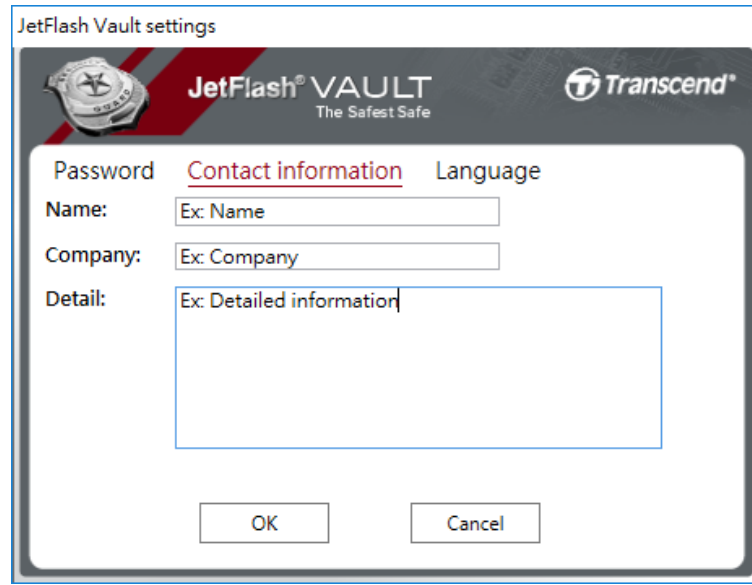 JetFlash Vault settings
JetFlash® VAULT
The Safest Safe
Transcend®
Password Contact information Language
Name: Ex: Name
Company: Ex: Company
Detail: Ex: Detailed information
OK Cancel